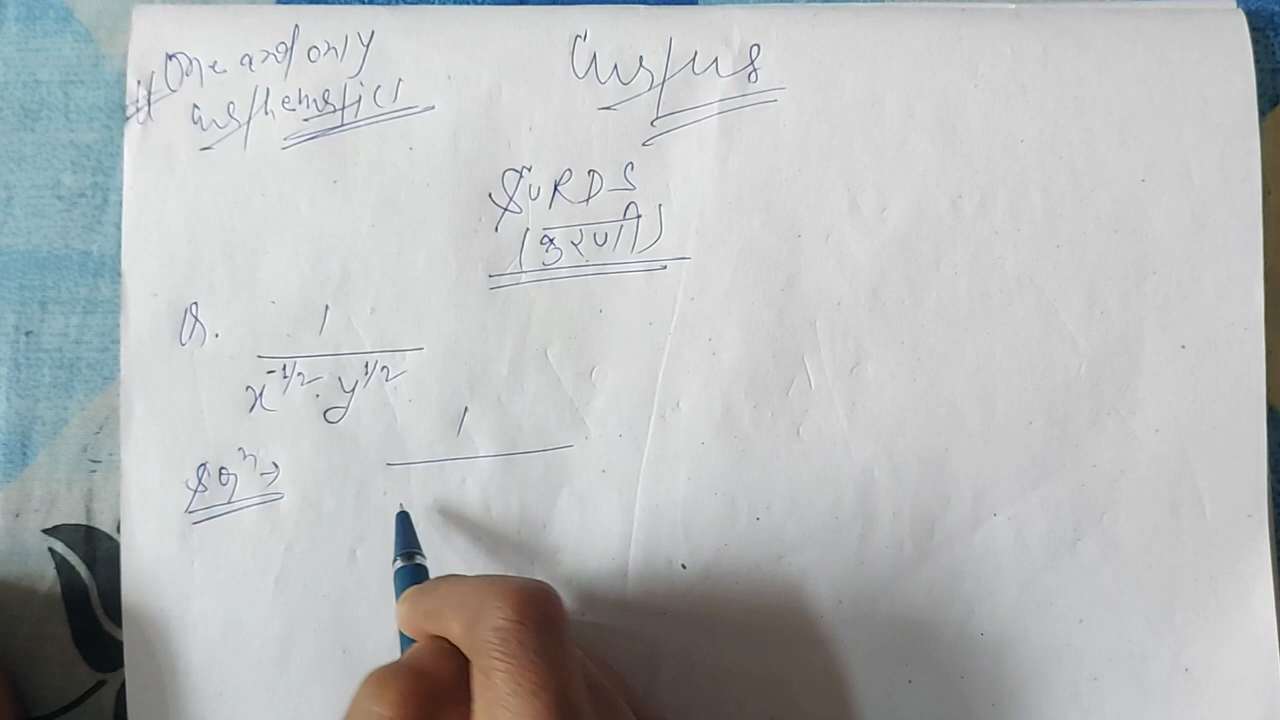 # One and only
mathematics
SURDS
(करणी)
Q. 1
x^{-1/2} · y^{1/2}
Solⁿ →
1